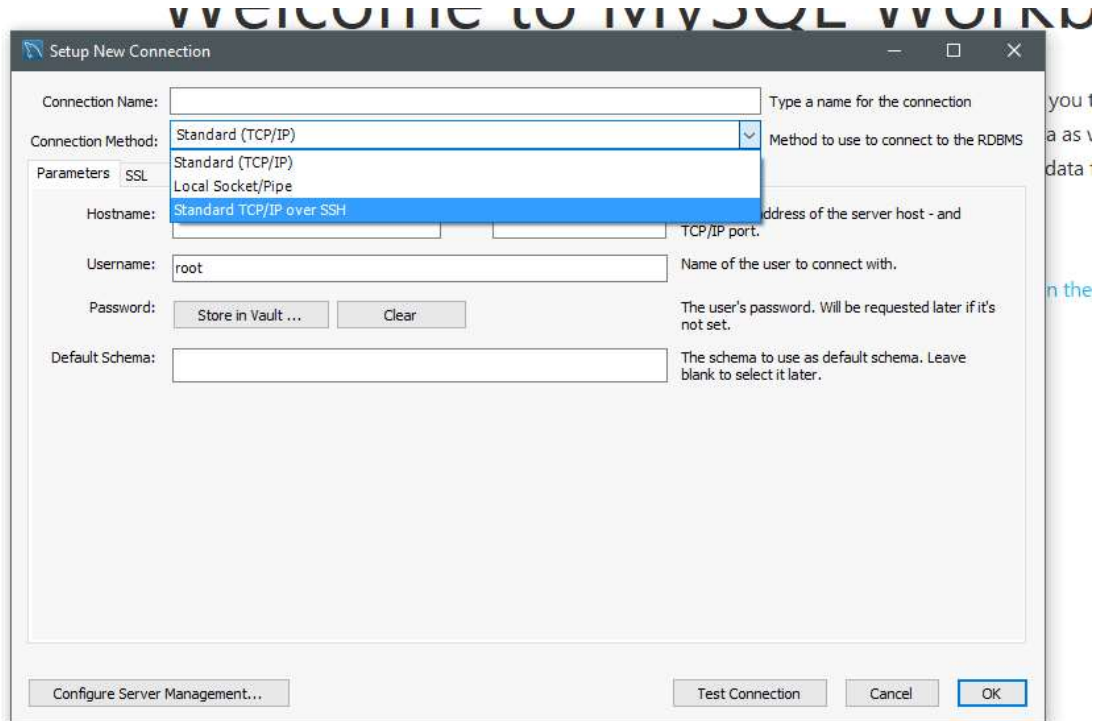 Welcome to MySQL Workb
Setup New Connection
Connection Name: Type a name for the connection
Connection Method: Standard (TCP/IP) Method to use to connect to the RDBMS
Standard (TCP/IP)
Local Socket/Pipe
Standard TCP/IP over SSH
Parameters SSL
Hostname: address of the server host - and
TCP/IP port.
Username: root Name of the user to connect with.
Password: Store in Vault ... Clear The user's password. Will be requested later if it's
not set.
Default Schema: The schema to use as default schema. Leave
blank to select it later.
Configure Server Management... Test Connection Cancel OK
you
a as
data
n the